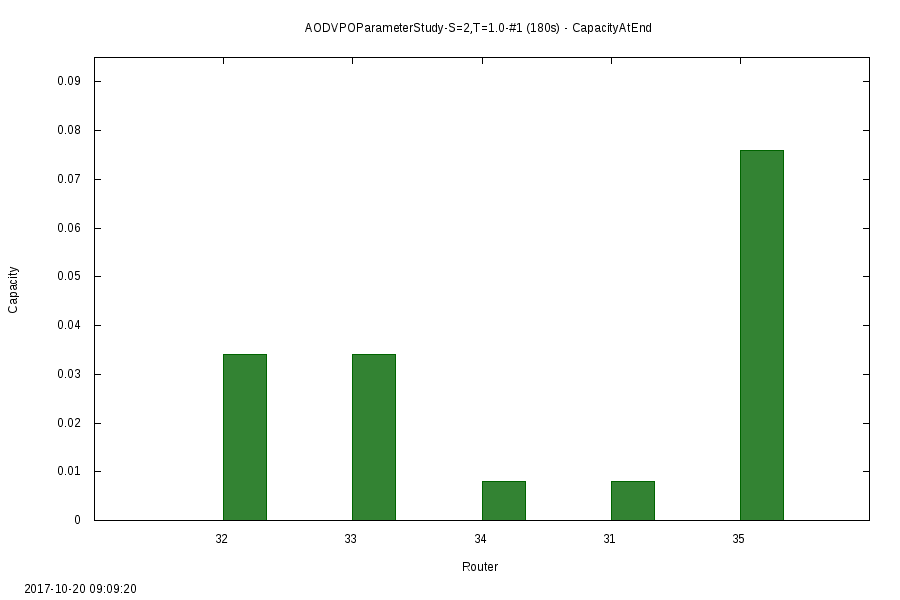 AODVPOParameterStudy-S=2,T=1.0-#1 (180s) - CapacityAtEnd
0.09
0.08
0.07
0.06
0.05
0.04
0.03
0.02
0.01
0
Capacity
32 33 34 31 35
Router
2017-10-20 09:09:20